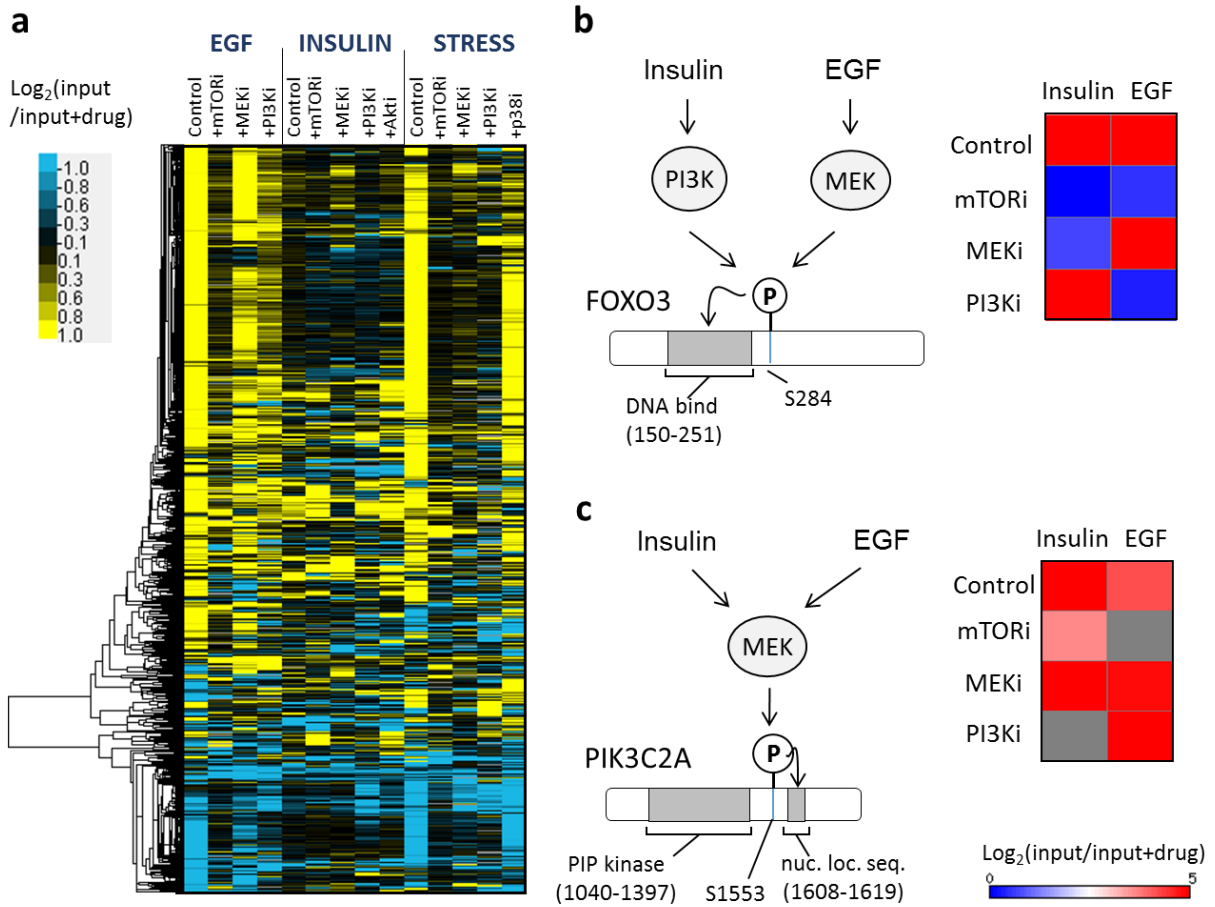 a
EGF INSULIN STRESS
Log2(input
/input+drug)
Control
+mTORi
+MEKi
+PI3Ki
Control
+mTORi
+MEKi
+PI3Ki
+Akti
Control
+mTORi
+MEKi
+PI3Ki
+p38i
-1.0
-0.8
-0.6
-0.3
-0.1
0.1
0.3
0.6
0.8
1.0
b
Insulin EGF
PI3K MEK
P
FOXO3
S284
DNA bind
(150-251)
Insulin EGF
Control
mTORi
MEKi
PI3Ki
c
Insulin EGF
MEK
P
PIK3C2A
PIP kinase
(1040-1397)
S1553
nuc. loc. seq.
(1608-1619)
Insulin EGF
Control
mTORi
MEKi
PI3Ki
Log2(input/input+drug)
0 5